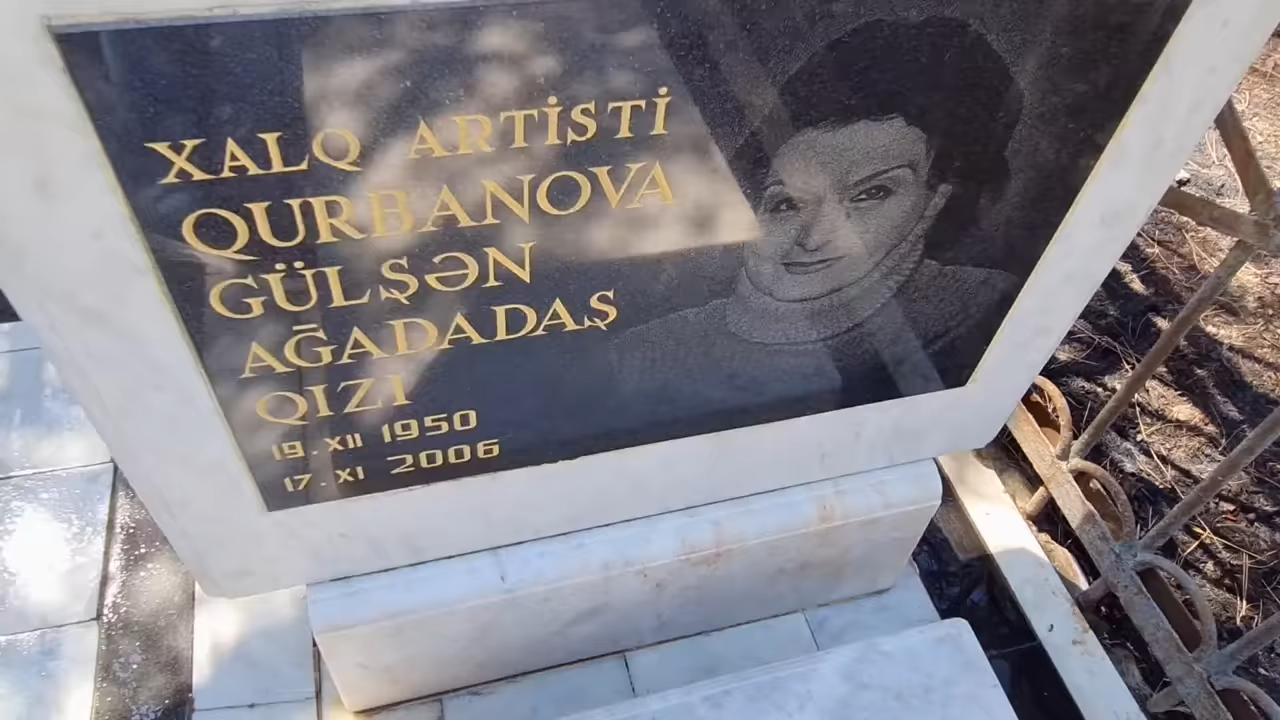 XALQ ARTİSTİ
QURBANOVA
GÜLŞƏN
AĞADADAŞ
QIZI
19.XII 1950
17.XI 2006